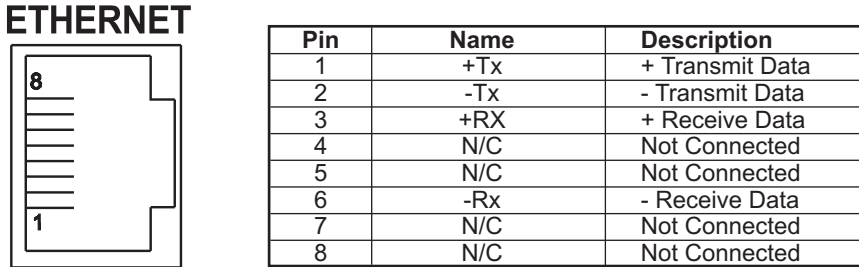 ETHERNET
8
1
Pin Name Description
1 +Tx + Transmit Data
2 -Tx - Transmit Data
3 +RX + Receive Data
4 N/C Not Connected
5 N/C Not Connected
6 -Rx - Receive Data
7 N/C Not Connected
8 N/C Not Connected